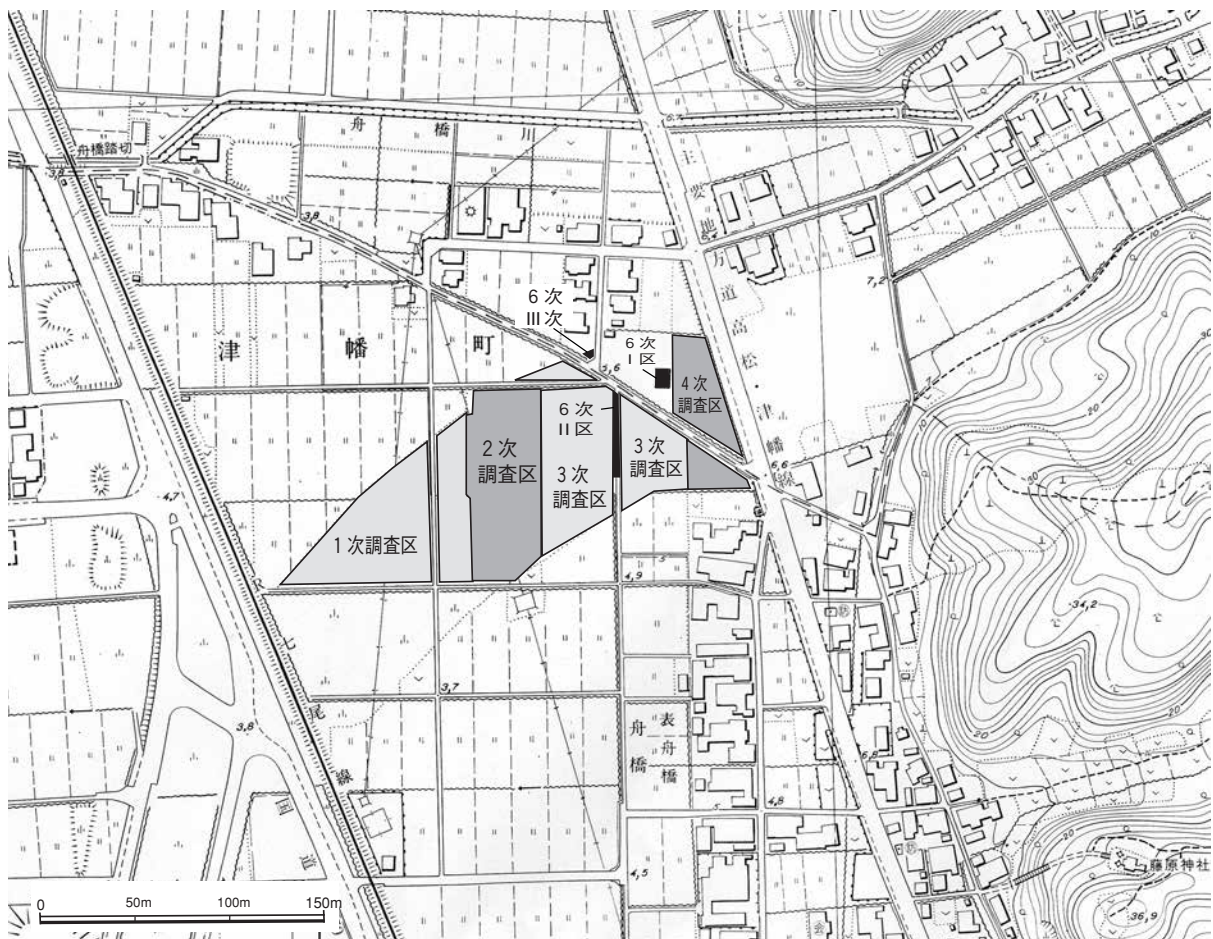 舟橋川
舟橋踏切
3,8
3,8
6,7
7,1
主要地方道高松津幡線
7,2
6次
III次
6次
I区
5,6
4次
調査区
津幡町
6次
II区
2次
調査区
3次
調査区
3次
調査区
6,6
1次調査区
4,7
4,9
34,2
3,7
3,8
七尾線
国道
表舟橋
舟橋
6,8
4,8
4,5
藤原神社
36,9
0 50m 100m 150m